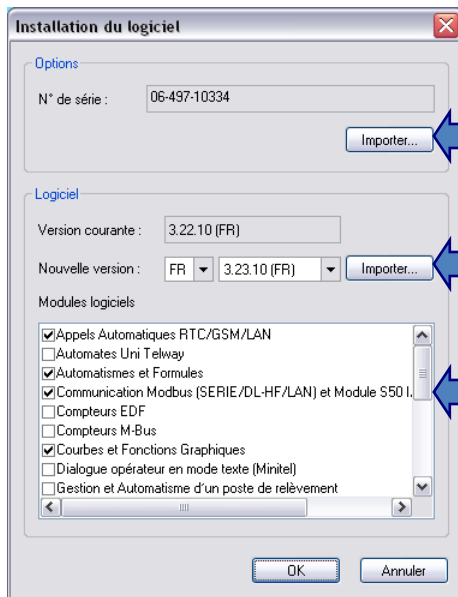 Installation du logiciel
Options
N° de série :
06-497-10334
Importer...
Logiciel
Version courante :
3.22.10 (FR)
Nouvelle version :
FR
3.23.10 (FR)
Importer...
Modules logiciels
Appels Automatiques RTC/GSM/LAN
Automates Uni Telway
Automatismes et Formules
Communication Modbus (SERIE/DL-HF/LAN) et Module S50 I.
Compteurs EDF
Compteurs M-Bus
Courbes et Fonctions Graphiques
Dialogue opérateur en mode texte (Minitel)
Gestion et Automatisme d'un poste de relèvement
OK
Annuler